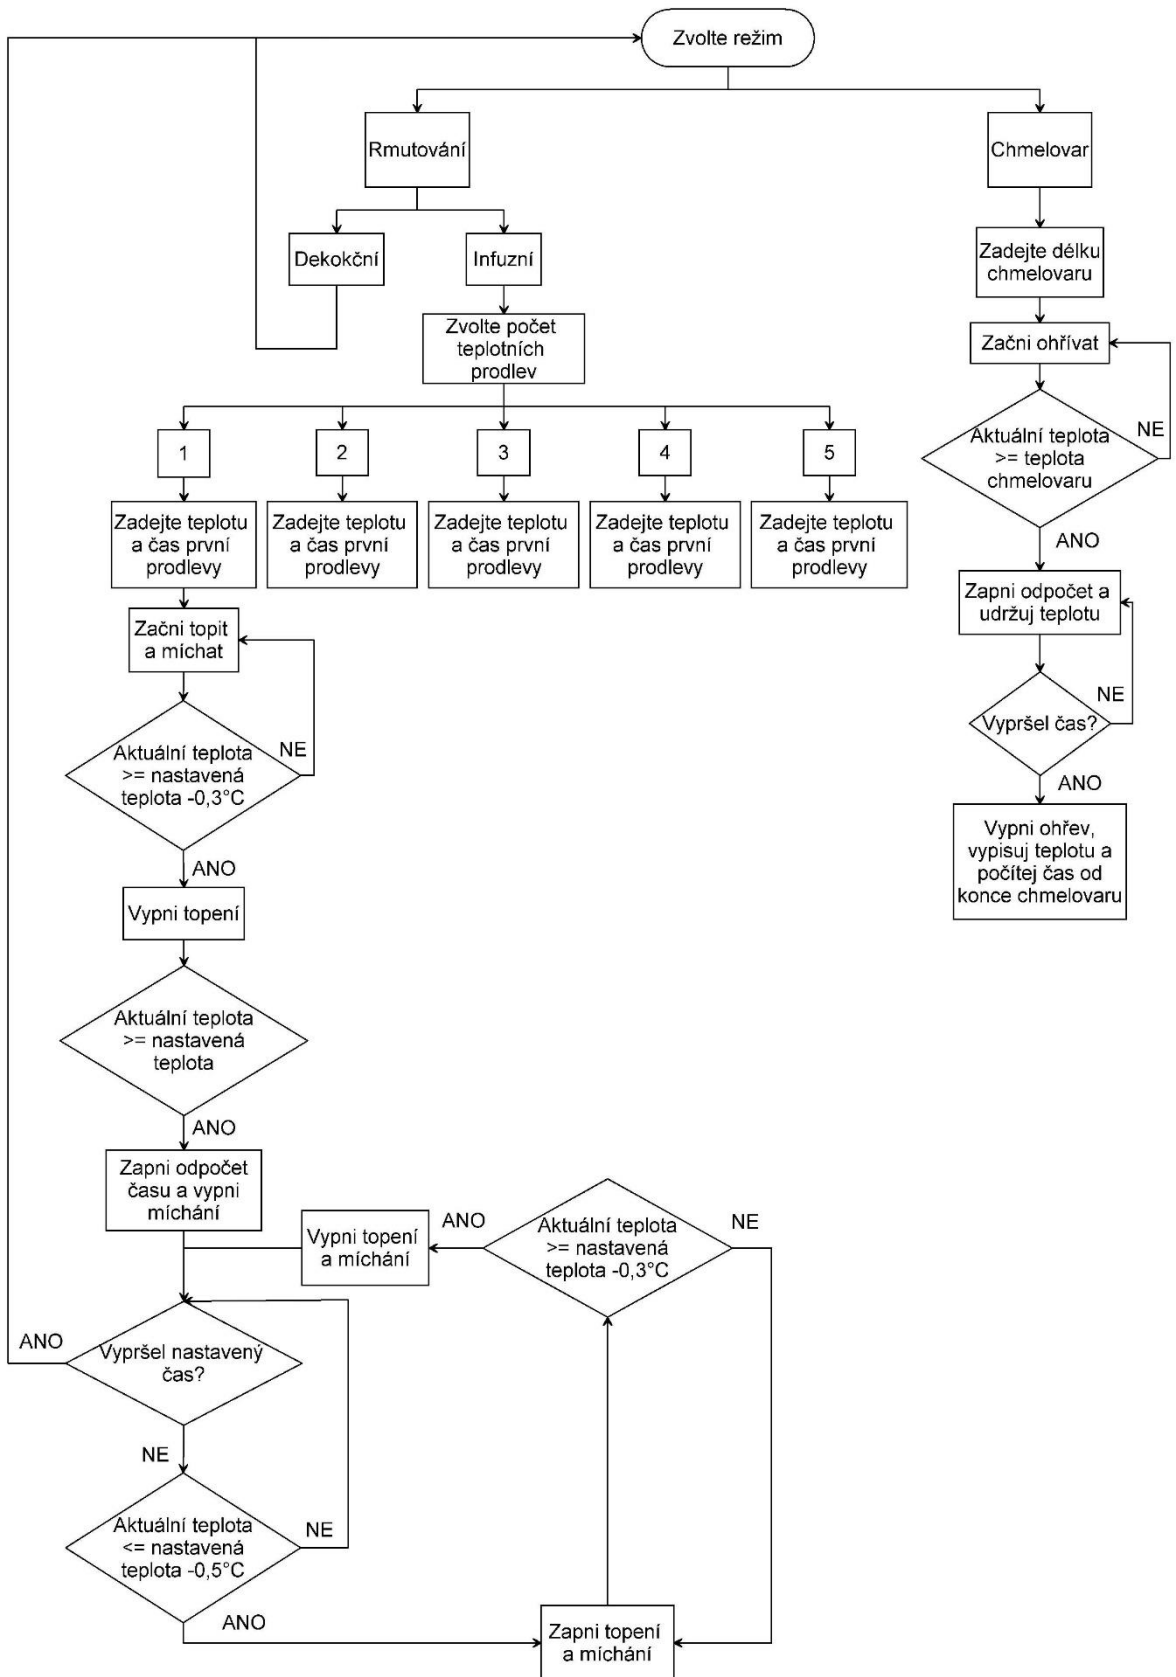 Zvolte režim
Rmutování
Chmelovar
Dekokční
Infuzní
Zadejte délku
chmelovaru
Zvolte počet
teplotních
prodlev
Začni ohřívat
1
2
3
4
5
Aktuální teplota
>= teplota
chmelovaru
NE
ANO
Zadejte teplotu
a čas první
prodlevy
Zadejte teplotu
a čas první
prodlevy
Zadejte teplotu
a čas první
prodlevy
Zadejte teplotu
a čas první
prodlevy
Zadejte teplotu
a čas první
prodlevy
Zapni odpočet a
udržuj teplotu
Začni topit
a míchat
Vypršel čas?
NE
ANO
Aktuální teplota
>= nastavená
teplota -0,3°C
NE
ANO
Vypni ohřev,
vypisuj teplotu a
počítej čas od
konce chmelovaru
Vypni topení
Aktuální teplota
>= nastavená
teplota
ANO
Zapni odpočet
času a vypni
míchání
Vypni topení
a míchání
ANO
Aktuální teplota
>= nastavená
teplota -0,3°C
NE
ANO
Vypršel nastavený
čas?
NE
Aktuální teplota
<= nastavená
teplota -0,5°C
NE
ANO
Zapni topení
a míchání